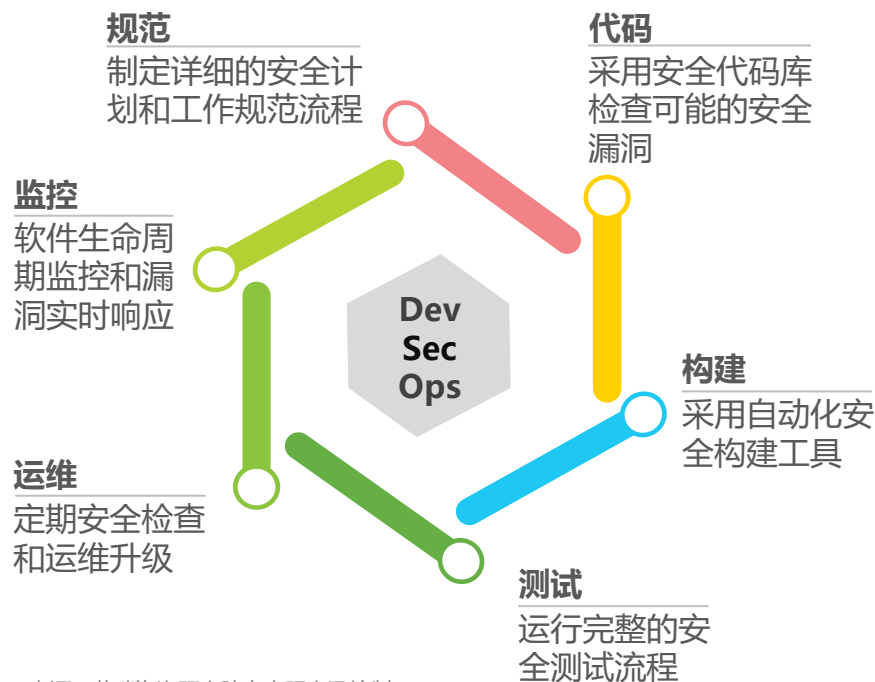 规范
制定详细的安全计
划和工作规范流程
代码
采用安全代码库
检查可能的安全
漏洞
监控
软件生命周
期监控和漏
洞实时响应
Dev
Sec
Ops
构建
采用自动化安
全构建工具
运维
定期安全检查
和运维升级
测试
运行完整的安
全测试流程